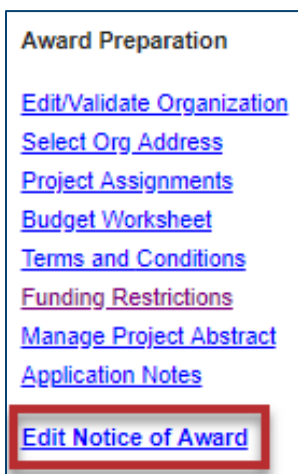 Award Preparation
Edit/Validate Organization
Select Org Address
Project Assignments
Budget Worksheet
Terms and Conditions
Funding Restrictions
Manage Project Abstract
Application Notes
Edit Notice of Award